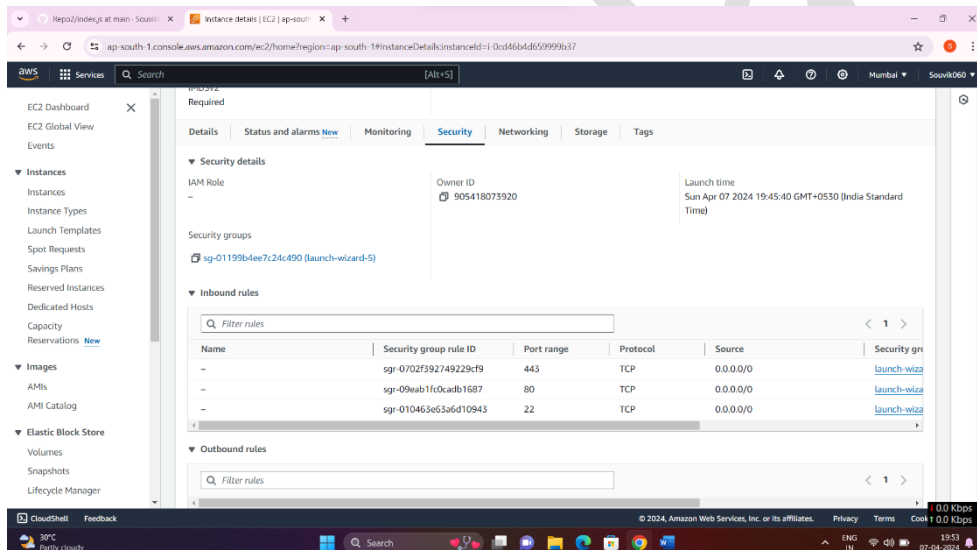 Repo2/index.js at main · Souvik
Instance details | EC2 | ap-south
ap-south-1.console.aws.amazon.com/ec2/home?region=ap-south-1#InstanceDetails:instanceId=i-0cd46b4d659999b37
S
aws Services Search [Alt+S] Mumbai Souvik060
EC2 Dashboard
EC2 Global View
Events
Instances
Instances
Instance Types
Launch Templates
Spot Requests
Savings Plans
Reserved Instances
Dedicated Hosts
Capacity
Reservations New
Images
AMIs
AMI Catalog
Elastic Block Store
Volumes
Snapshots
Lifecycle Manager
IMDSv2
Required
Details Status and alarms New Monitoring Security Networking Storage Tags
Security details
IAM Role
–
Owner ID
905418073920
Launch time
Sun Apr 07 2024 19:45:40 GMT+0530 (India Standard
Time)
Security groups
sg-01199b4ee7c24c490 (launch-wizard-5)
Inbound rules
Filter rules
1
Name Security group rule ID Port range Protocol Source Security gro
– sgr-0702f392749229cf9 443 TCP 0.0.0.0/0 launch-wiza
– sgr-09eab1fc0cadb1687 80 TCP 0.0.0.0/0 launch-wiza
– sgr-010463e63a6d10943 22 TCP 0.0.0.0/0 launch-wiza
Outbound rules
Filter rules
1
CloudShell Feedback © 2024, Amazon Web Services, Inc. or its affiliates. Privacy Terms Cook
0.0 Kbps
0.0 Kbps
30°C
Partly cloudy
Search
ENG
IN
19:53
07-04-2024